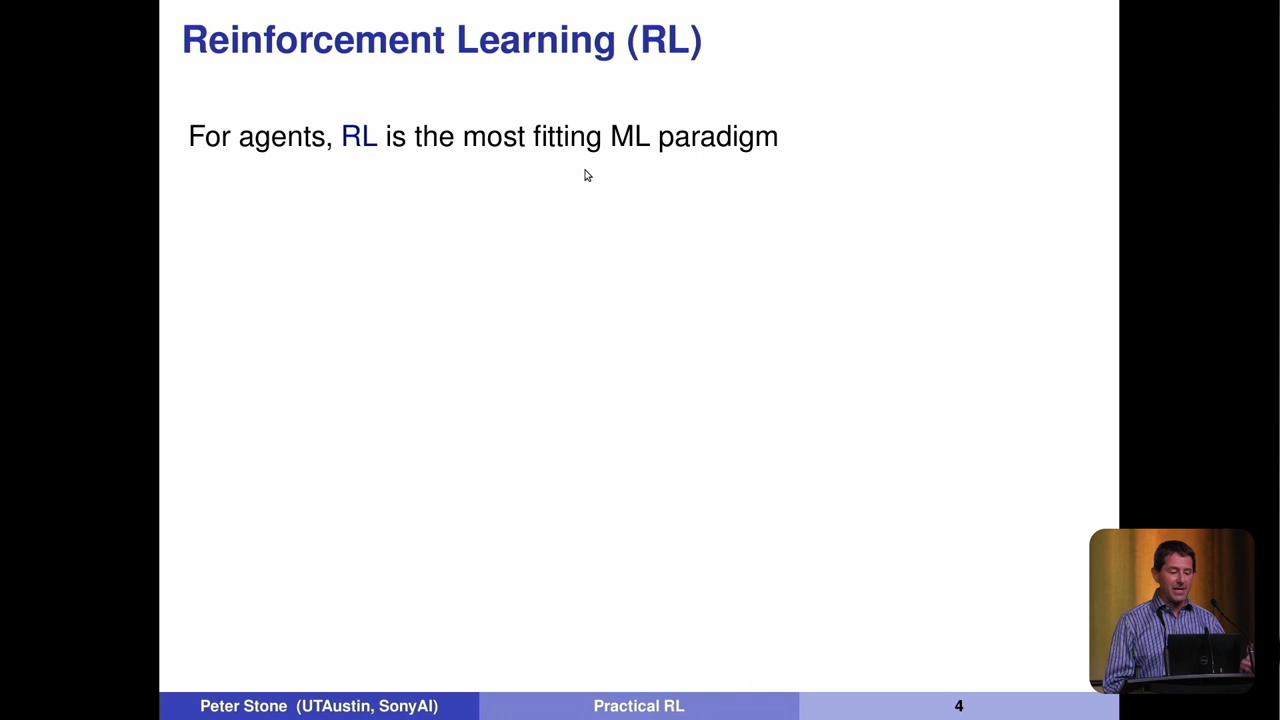 Reinforcement Learning (RL)
For agents, RL is the most fitting ML paradigm
Peter Stone (UTAustin, SonyAI)
Practical RL
4